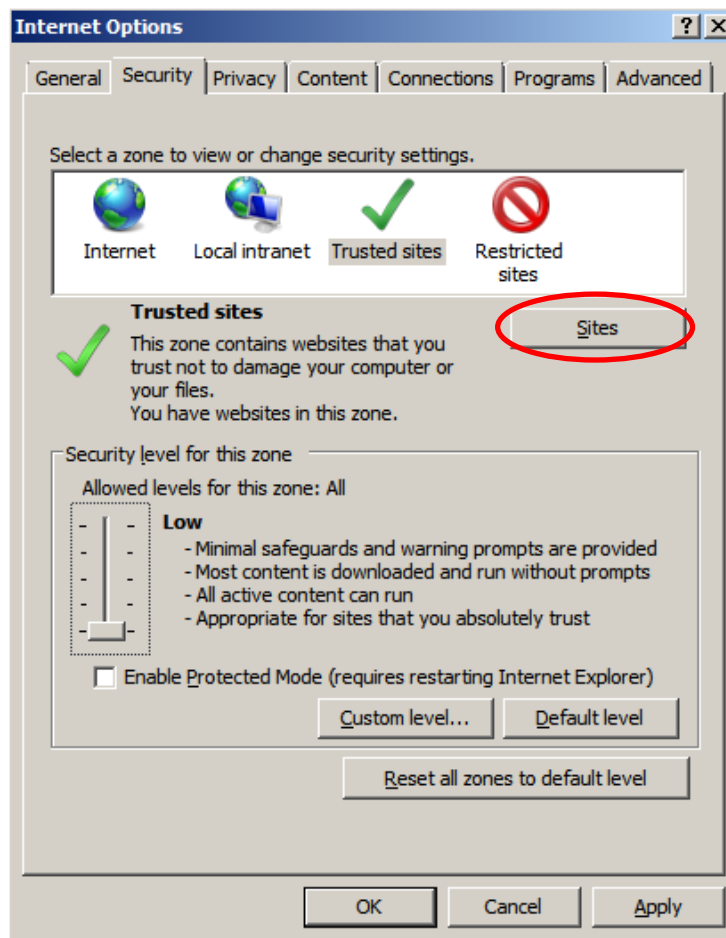 Internet Options
? X
General Security Privacy Content Connections Programs Advanced
Select a zone to view or change security settings.
Internet Local intranet Trusted sites Restricted
sites
Trusted sites
Sites
This zone contains websites that you
trust not to damage your computer or
your files.
You have websites in this zone.
Security level for this zone
Allowed levels for this zone: All
Low
- Minimal safeguards and warning prompts are provided
- Most content is downloaded and run without prompts
- All active content can run
- Appropriate for sites that you absolutely trust
Enable Protected Mode (requires restarting Internet Explorer)
Custom level... Default level
Reset all zones to default level
OK Cancel Apply